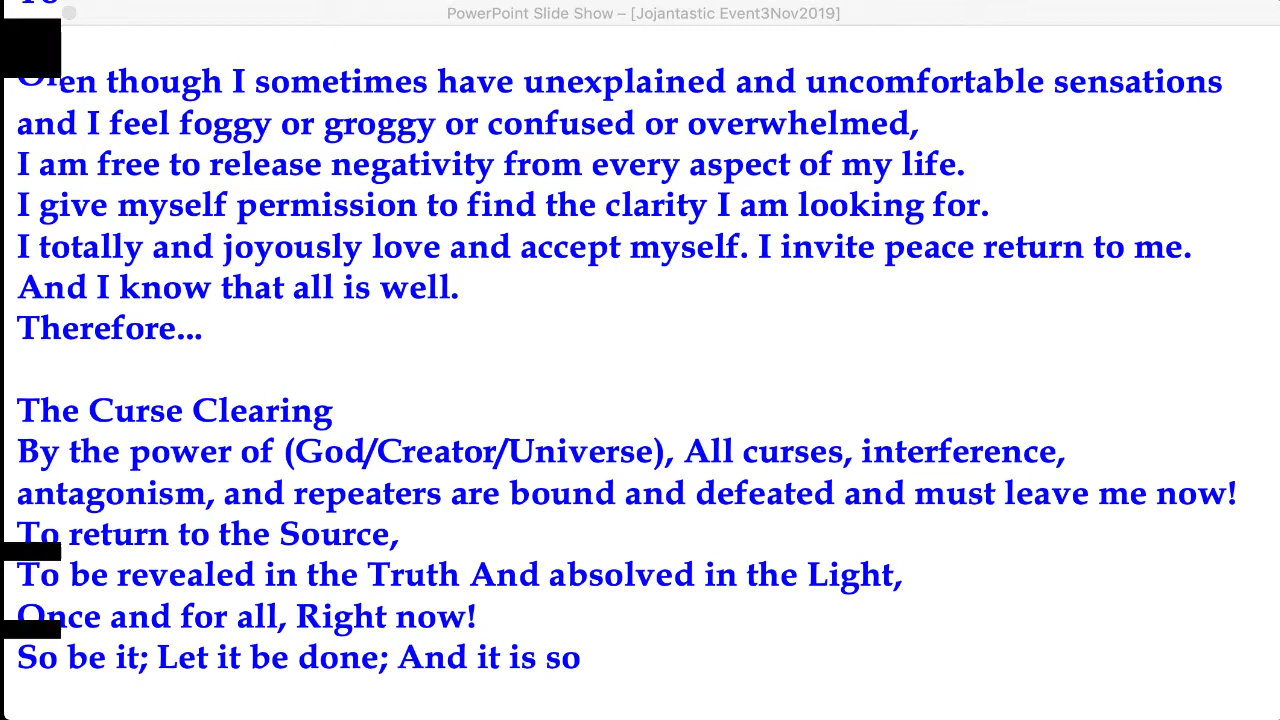 To
PowerPoint Slide Show – [Jojantastic Event3Nov2019]
though I sometimes have unexplained and uncomfortable sensations
and I feel foggy or groggy or confused or overwhelmed,
I am free to release negativity from every aspect of my life.
I give myself permission to find the clarity I am looking for.
I totally and joyously love and accept myself. I invite peace return to me.
And I know that all is well.
Therefore...
The Curse Clearing
By the power of (God/Creator/Universe), All curses, interference,
antagonism, and repeaters are bound and defeated and must leave me now!
To return to the Source,
To be revealed in the Truth And absolved in the Light,
Once and for all, Right now!
So be it; Let it be done; And it is so